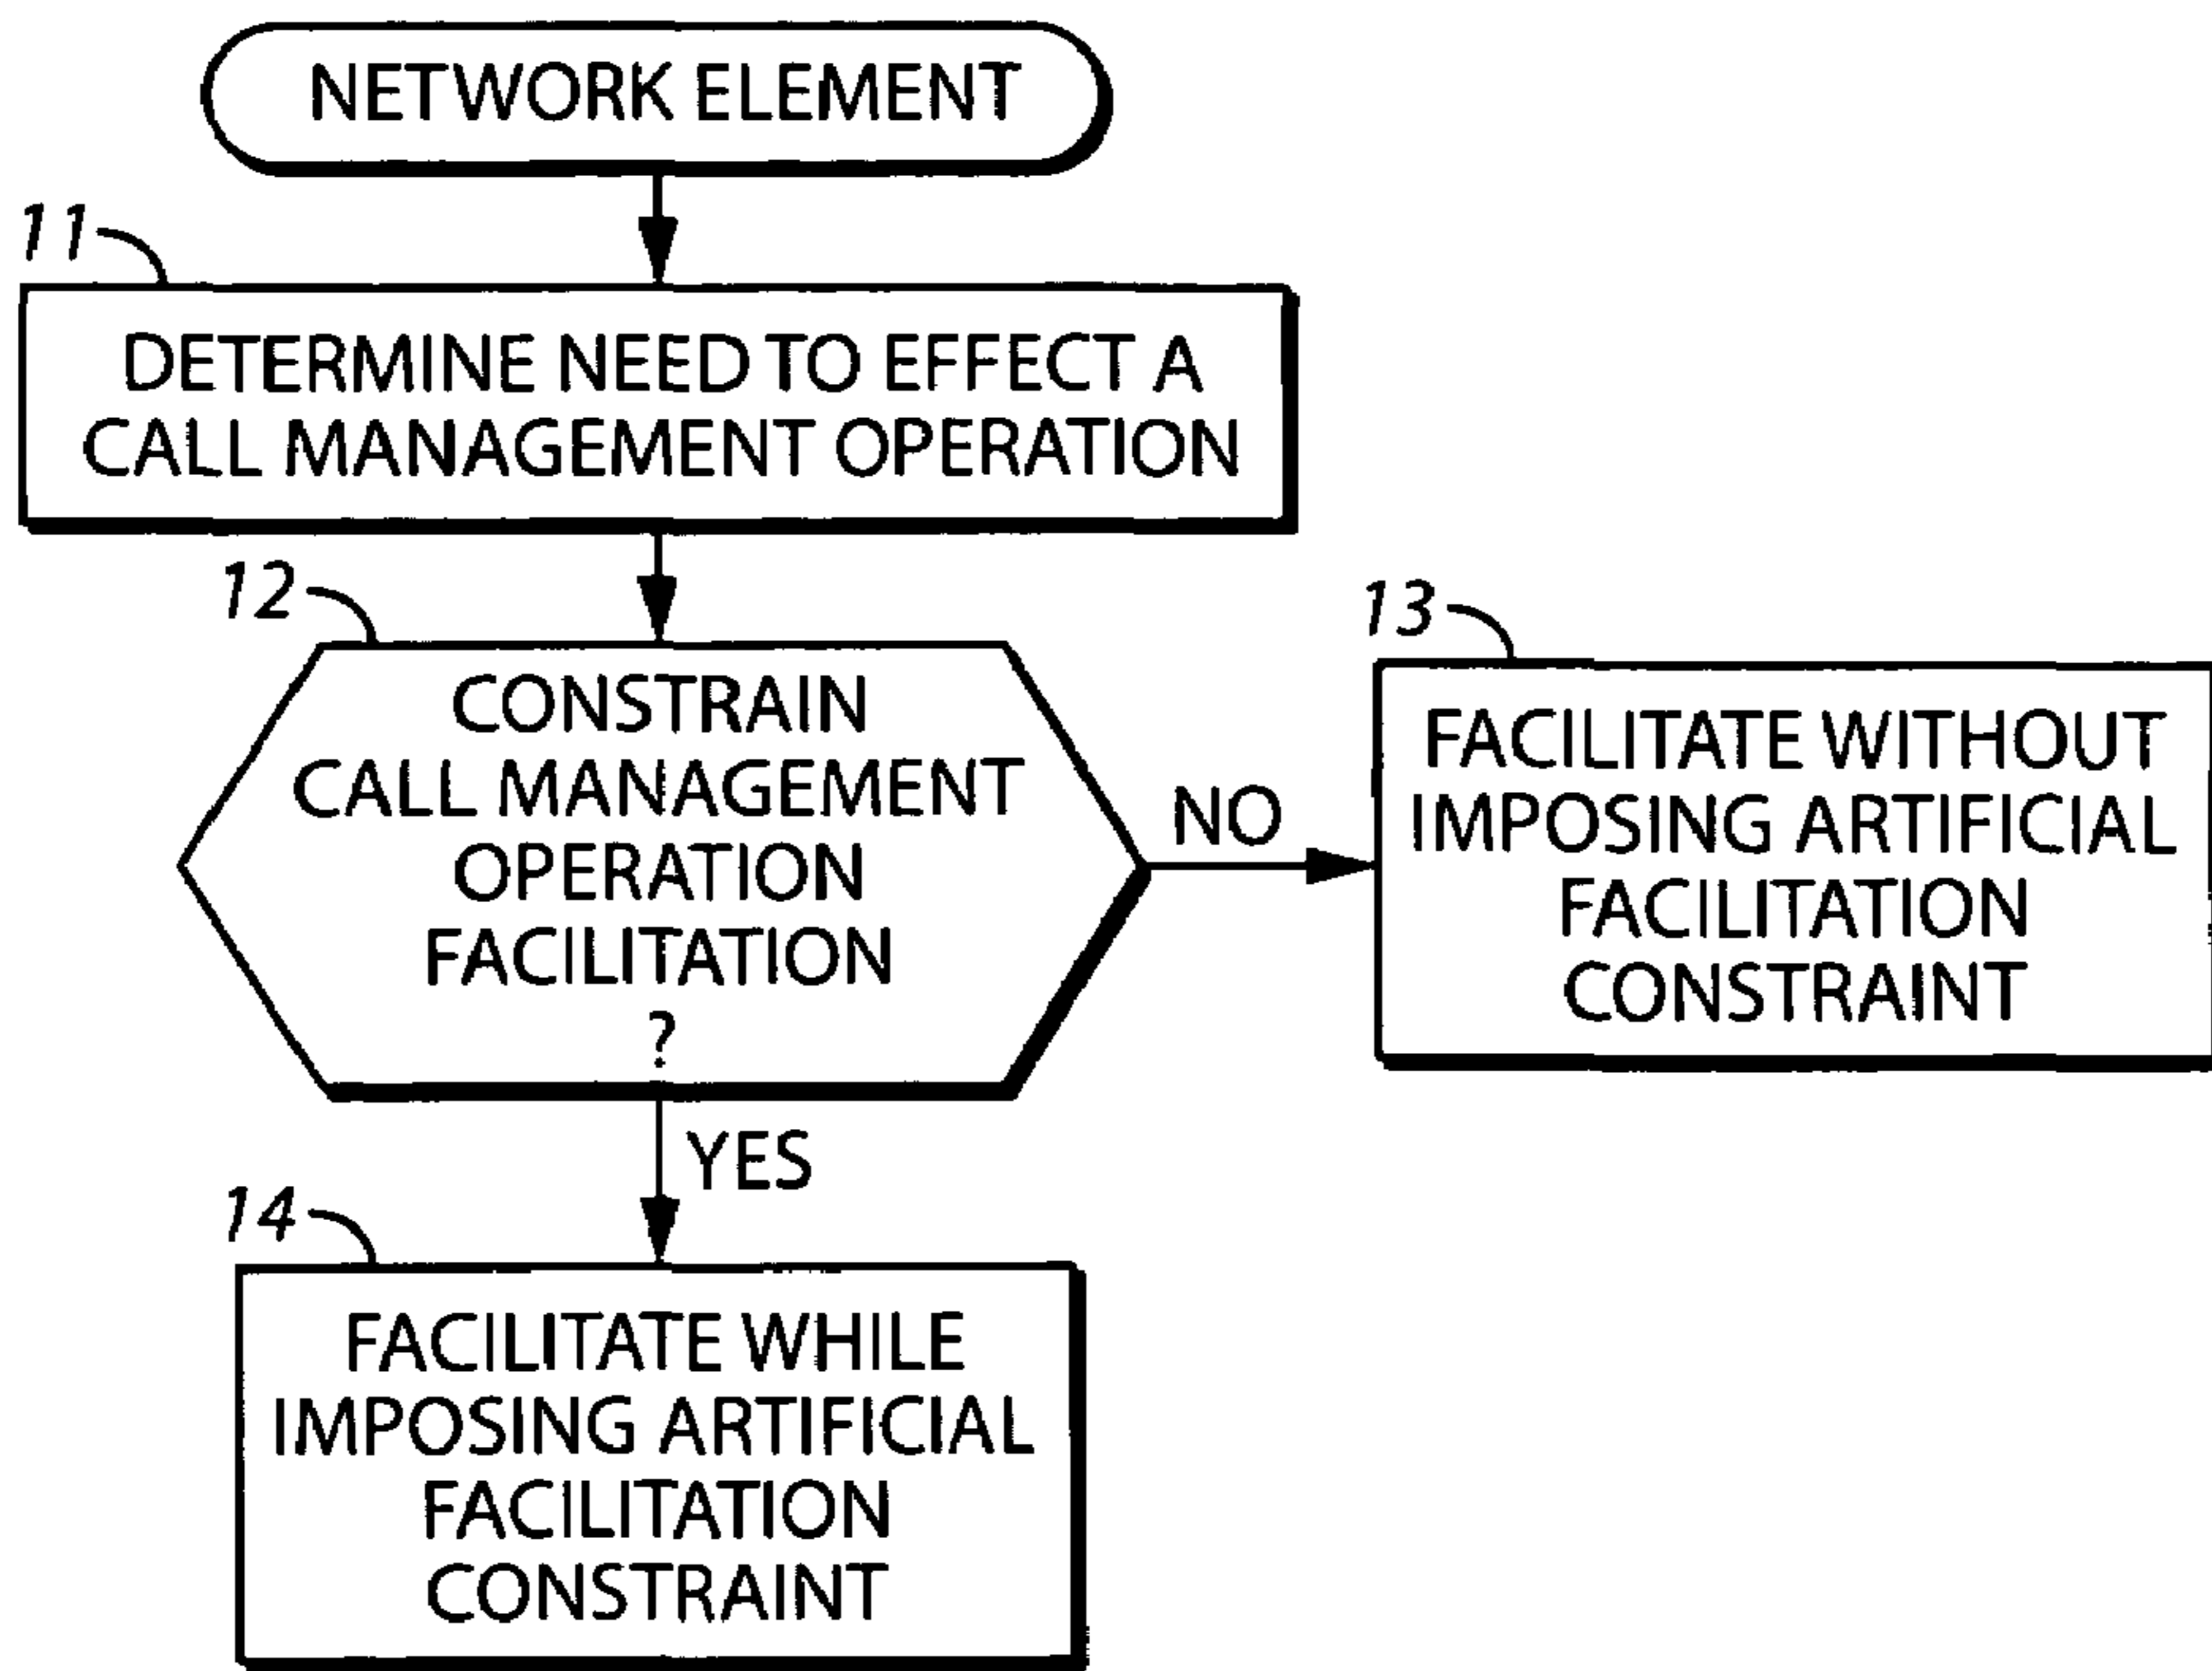 NETWORK ELEMENT
11
DETERMINE NEED TO EFFECT A
CALL MANAGEMENT OPERATION
12
CONSTRAIN
CALL MANAGEMENT
OPERATION
FACILITATION
?
NO
13
FACILITATE WITHOUT
IMPOSING ARTIFICIAL
FACILITATION
CONSTRAINT
YES
14
FACILITATE WHILE
IMPOSING ARTIFICIAL
FACILITATION
CONSTRAINT